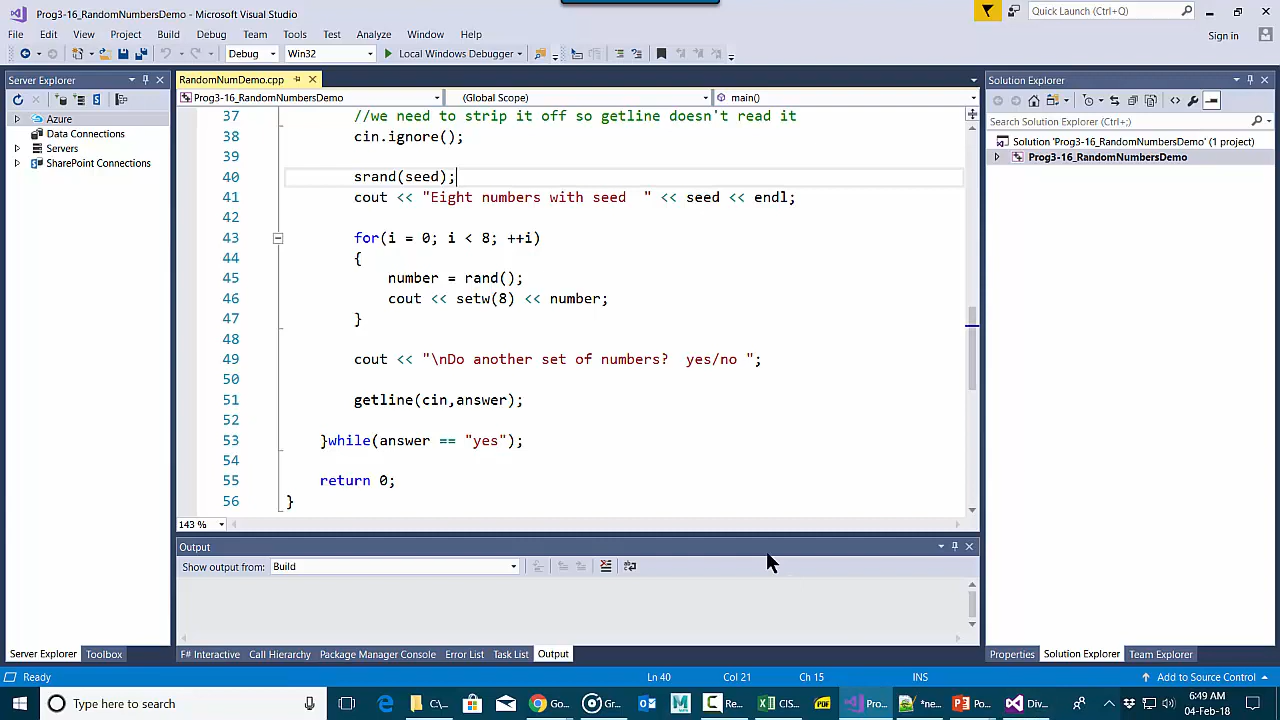 Prog3-16_RandomNumbersDemo - Microsoft Visual Studio
Quick Launch (Ctrl+Q)
File Edit View Project Build Debug Team Tools Test Analyze Window Help
Sign in
Debug Win32 Local Windows Debugger
Server Explorer
Azure
Data Connections
Servers
SharePoint Connections
Server Explorer Toolbox
RandomNumDemo.cpp
Prog3-16_RandomNumbersDemo (Global Scope) main()
37 //we need to strip it off so getline doesn't read it
38 cin.ignore();
39
40 srand(seed);
41 cout << "Eight numbers with seed  " << seed << endl;
42
43 for(i = 0; i < 8; ++i)
44 {
45 number = rand();
46 cout << setw(8) << number;
47 }
48
49 cout << "\nDo another set of numbers?  yes/no ";
50
51 getline(cin,answer);
52
53 }while(answer == "yes");
54
55 return 0;
56 }
143 %
Output
Show output from: Build
F# Interactive Call Hierarchy Package Manager Console Error List Task List Output
Solution Explorer
Search Solution Explorer (Ctrl+;)
Solution 'Prog3-16_RandomNumbersDemo' (1 project)
Prog3-16_RandomNumbersDemo
Properties Solution Explorer Team Explorer
Ready Ln 40 Col 21 Ch 15 INS Add to Source Control
Type here to search C:\... Go... Gr... Re... CIS... Pro... *ne... Po... Div...
6:49 AM
04-Feb-18